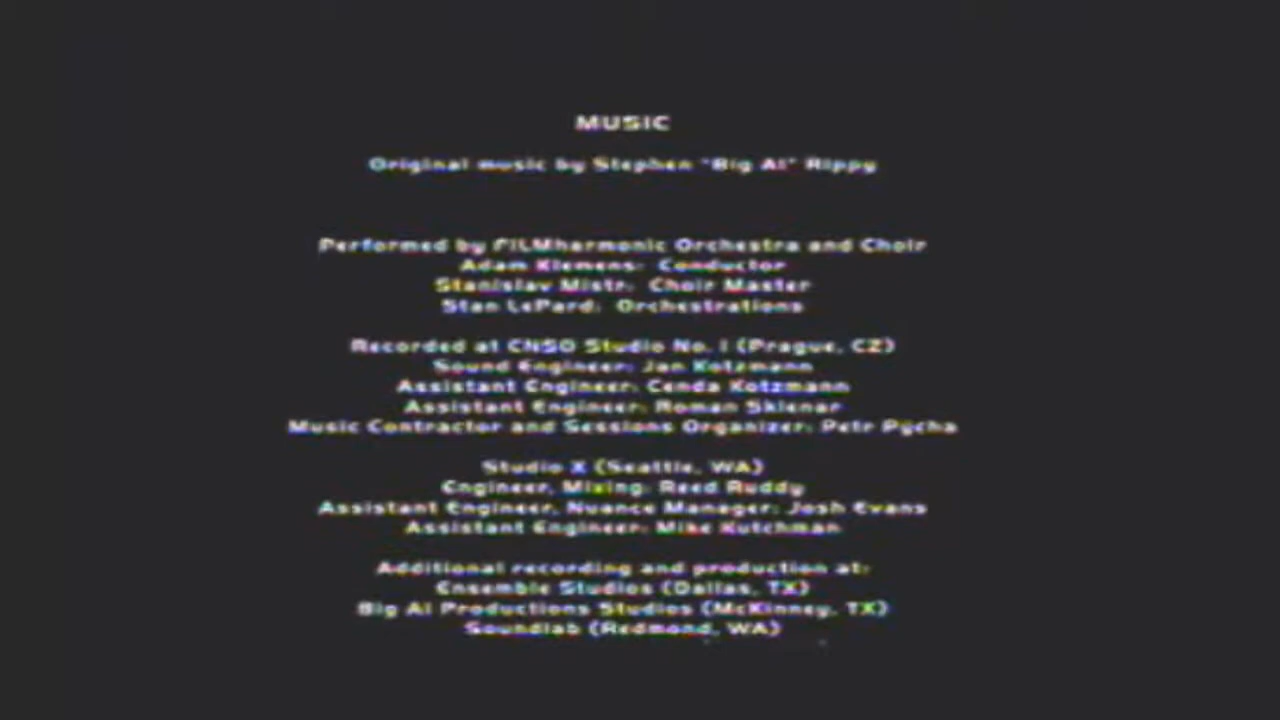 MUSIC
Original music by Stephen "Big Al" Rippy
Performed by FILMharmonic Orchestra and Choir
Adam Klemens: Conductor
Stanislav Mistr: Choir Master
Stan LePard: Orchestrations
Recorded at CNSO Studio No. 1 (Prague, CZ)
Sound Engineer: Jan Kotzmann
Assistant Engineer: Cenda Kotzmann
Assistant Engineer: Roman Sklenar
Music Contractor and Sessions Organizer: Petr Pycha
Studio X (Seattle, WA)
Engineer, Mixing: Reed Ruddy
Assistant Engineer, Nuance Manager: Josh Evans
Assistant Engineer: Mike Kutchman
Additional recording and production at:
Ensemble Studios (Dallas, TX)
Big Al Productions Studios (McKinney, TX)
Soundlab (Redmond, WA)